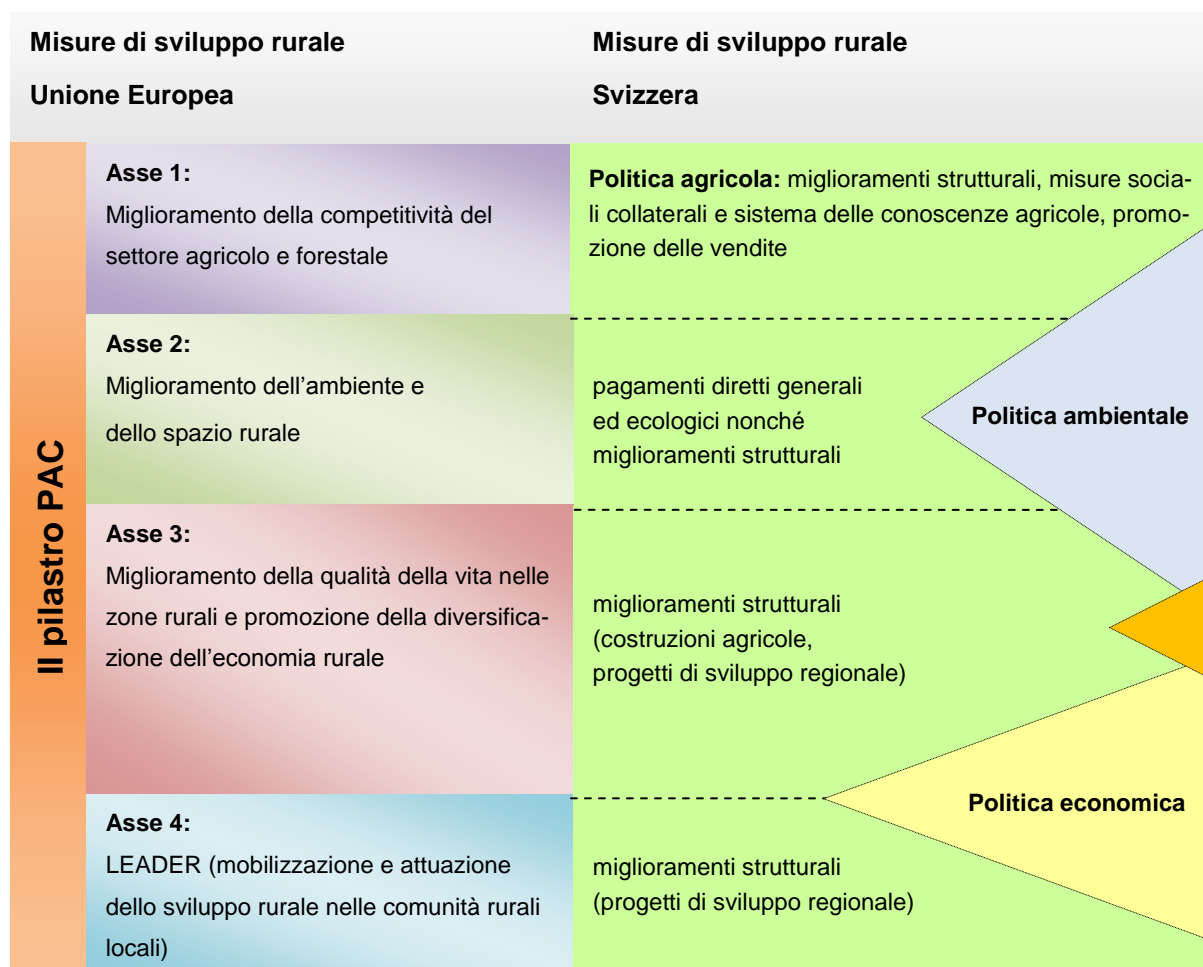 Misure di sviluppo rurale
Unione Europea
Misure di sviluppo rurale
Svizzera
II pilastro PAC
Asse 1:
Miglioramento della competitività del
settore agricolo e forestale
Politica agricola: miglioramenti strutturali, misure socia-
li collaterali e sistema delle conoscenze agricole, promo-
zione delle vendite
Asse 2:
Miglioramento dell’ambiente e
dello spazio rurale
pagamenti diretti generali
ed ecologici nonché
miglioramenti strutturali
Politica ambientale
Asse 3:
Miglioramento della qualità della vita nelle
zone rurali e promozione della diversifica-
zione dell’economia rurale
miglioramenti strutturali
(costruzioni agricole,
progetti di sviluppo regionale)
Politica economica
Asse 4:
LEADER (mobilizzazione e attuazione
dello sviluppo rurale nelle comunità rurali
locali)
miglioramenti strutturali
(progetti di sviluppo regionale)